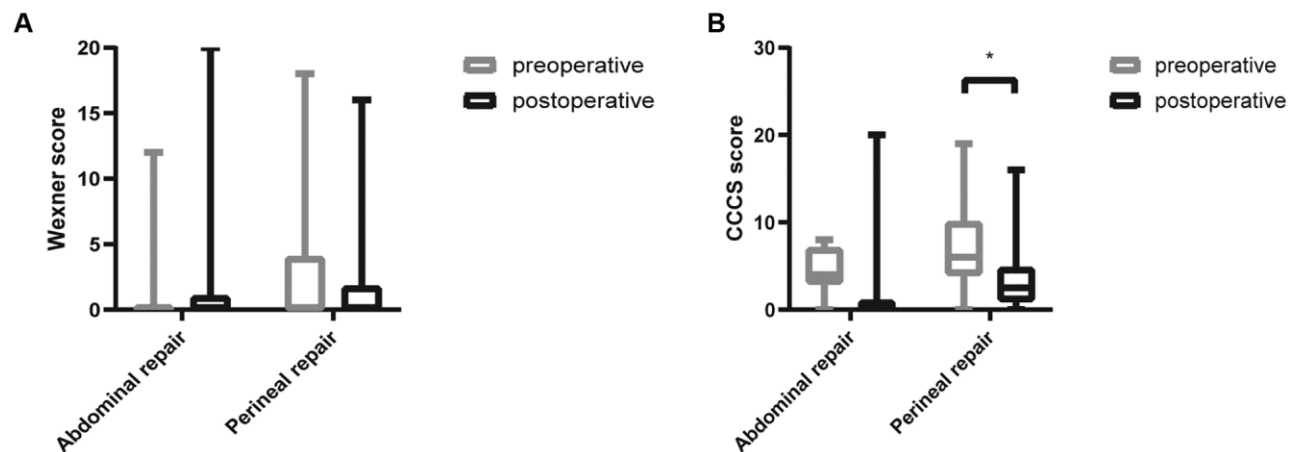 A
Wexner score
20
15
10
5
0
Abdominal repair
Perineal repair
preoperative
postoperative
B
CCCS score
30
20
10
0
*
Abdominal repair
Perineal repair
preoperative
postoperative